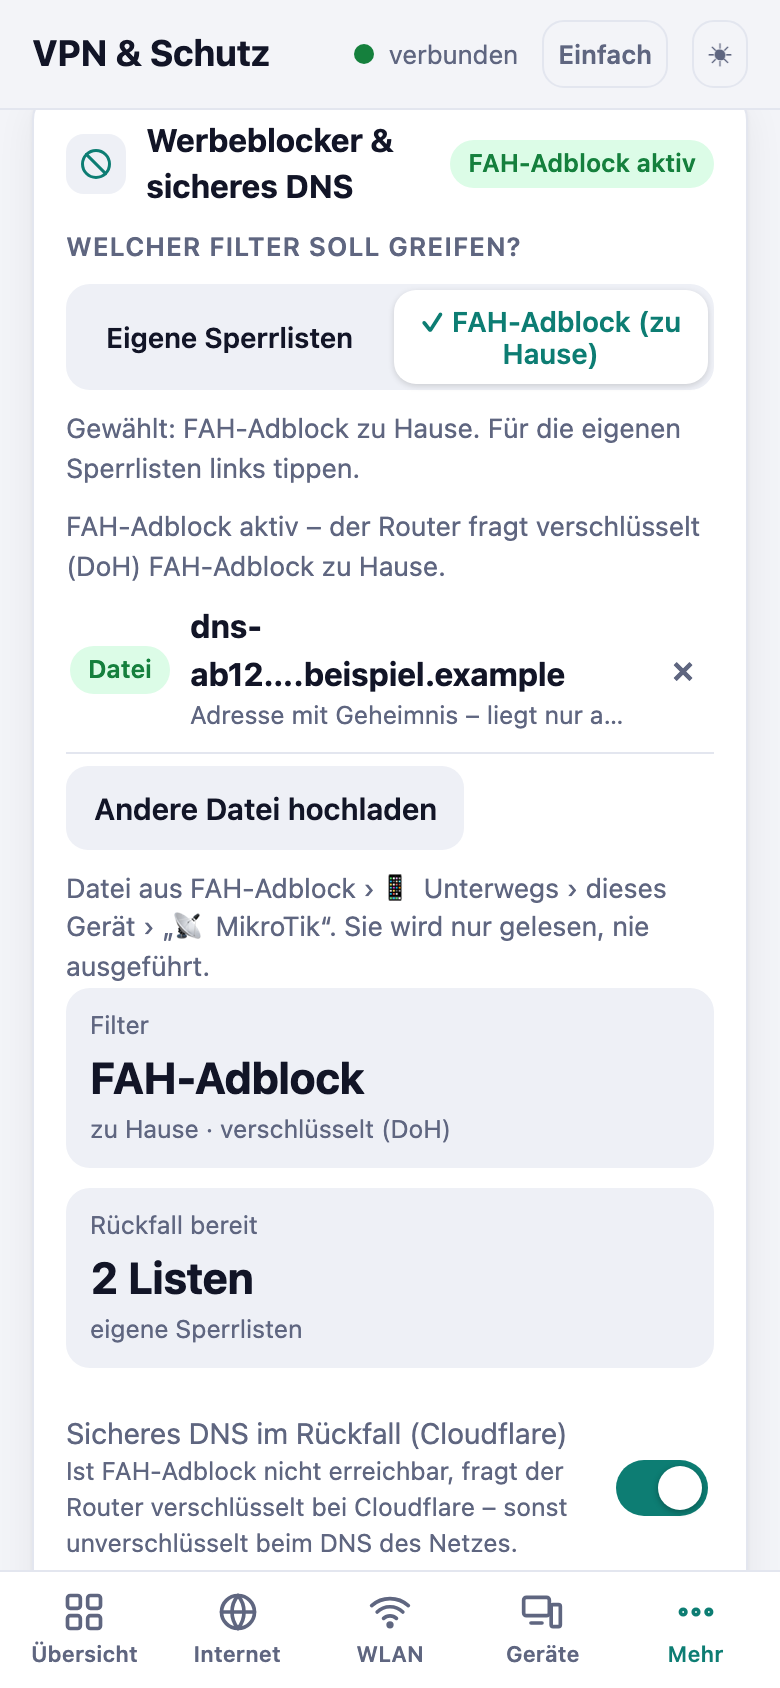 VPN & Schutz
verbunden
Einfach
Werbeblocker &
sicheres DNS
FAH-Adblock aktiv
WELCHER FILTER SOLL GREIFEN?
Eigene Sperrlisten
✓ FAH-Adblock (zu
Hause)
Gewählt: FAH-Adblock zu Hause. Für die eigenen
Sperrlisten links tippen.
FAH-Adblock aktiv – der Router fragt verschlüsselt
(DoH) FAH-Adblock zu Hause.
Datei
dns-
ab12....beispiel.example
Adresse mit Geheimnis – liegt nur a...
Andere Datei hochladen
Datei aus FAH-Adblock › 📱 Unterwegs › dieses
Gerät › „📡 MikroTik“. Sie wird nur gelesen, nie
ausgeführt.
Filter
FAH-Adblock
zu Hause · verschlüsselt (DoH)
Rückfall bereit
2 Listen
eigene Sperrlisten
Sicheres DNS im Rückfall (Cloudflare)
Ist FAH-Adblock nicht erreichbar, fragt der
Router verschlüsselt bei Cloudflare – sonst
unverschlüsselt beim DNS des Netzes.
Übersicht
Internet
WLAN
Geräte
Mehr